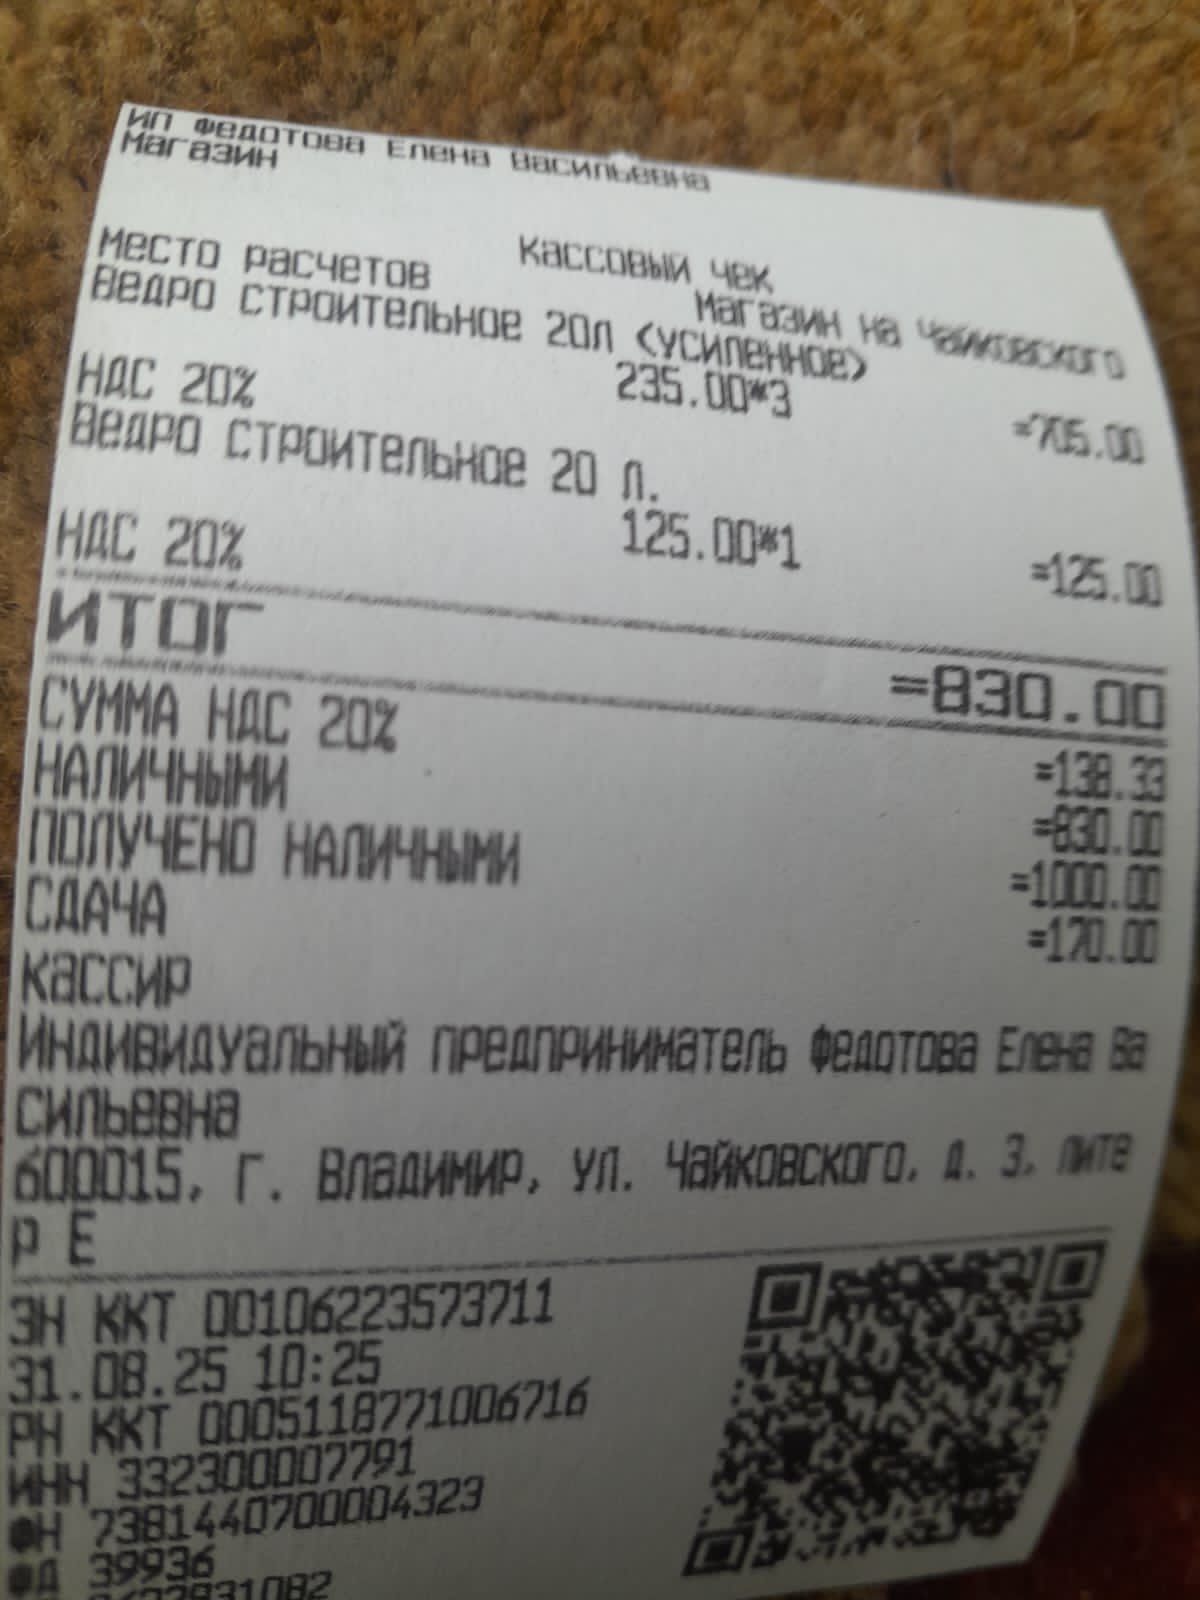 ИП Федотова Елена Васильевна
Магазин
Кассовый чек
Место расчетов Магазин на Чайковского
Ведро строительное 20л (усиленное)
235.00*3
НДС 20% =705.00
Ведро строительное 20 л.
125.00*1
НДС 20% =125.00
ИТОГ =830.00
СУММА НДС 20% =138.33
НАЛИЧНЫМИ =830.00
ПОЛУЧЕНО НАЛИЧНЫМИ =1000.00
СДАЧА =170.00
Кассир
Индивидуальный предприниматель Федотова Елена Ва
сильевна
600015, г. Владимир, ул. Чайковского, д. 3, лите
р Е
ЗН ККТ 00106223573711
31.08.25 10:25
РН ККТ 0005118771006716
ИНН 332300007791
ФН 7381440700004323
ФД 39936